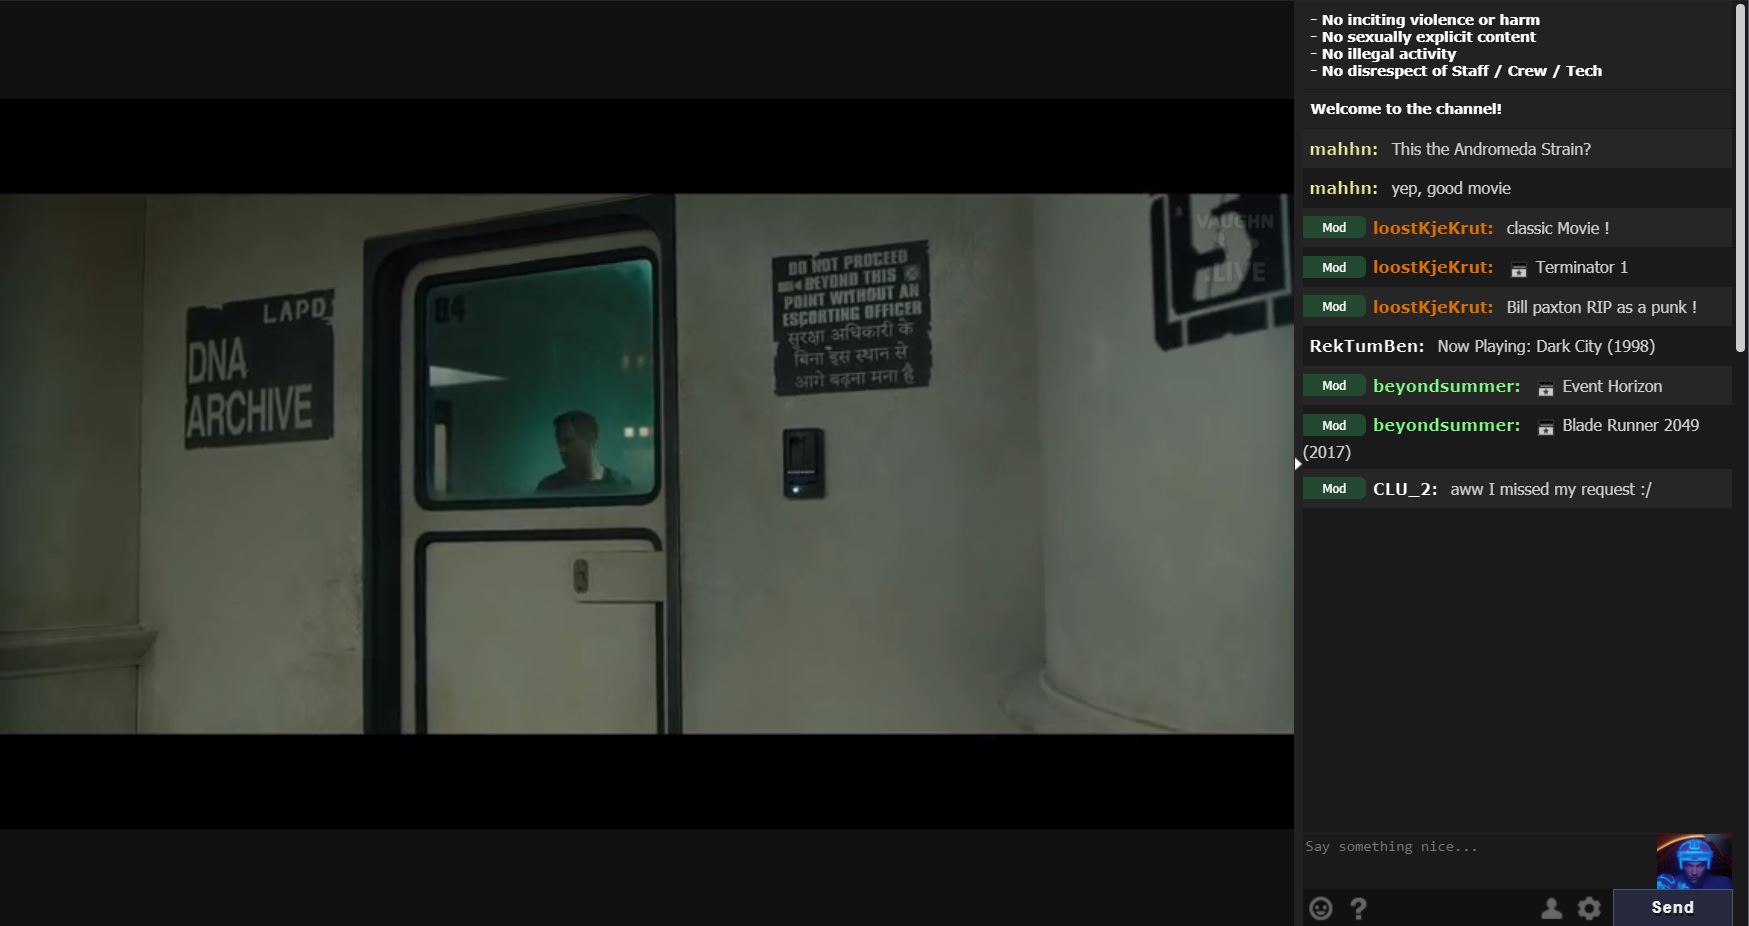 LAPD
DNA
ARCHIVE
84
DO NOT PROCEED
BEYOND THIS
POINT WITHOUT AN
ESCORTING OFFICER
सुरक्षा अधिकारी के
बिना इस स्थान से
आगे बढ़ना मना है
VAUGHN
.LIVE
- No inciting violence or harm
- No sexually explicit content
- No illegal activity
- No disrespect of Staff / Crew / Tech
Welcome to the channel!
mahhn: This the Andromeda Strain?
mahhn: yep, good movie
Mod loostKjeKrut: classic Movie !
Mod loostKjeKrut: Terminator 1
Mod loostKjeKrut: Bill paxton RIP as a punk !
RekTumBen: Now Playing: Dark City (1998)
Mod beyondsummer: Event Horizon
Mod beyondsummer: Blade Runner 2049
(2017)
Mod CLU_2: aww I missed my request :/
Say something nice...
Send